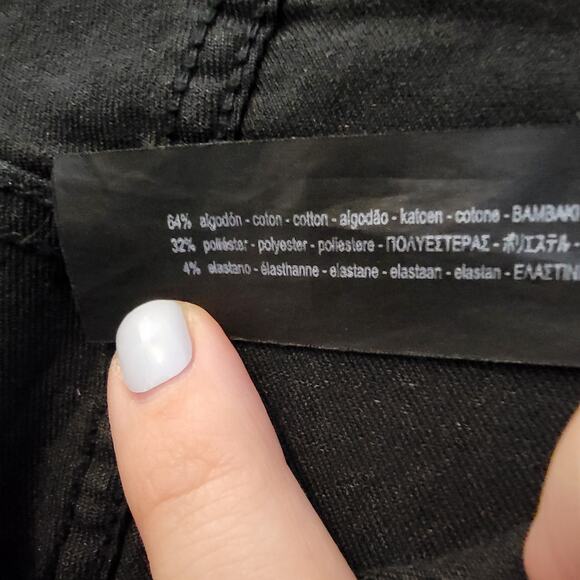 64% algodón - coton - cotton - algodão - katoen - cotone - ΒΑΜΒΑΚΙ
32% poliéster - polyester - poliestere - ΠΟΛΥΕΣΤΕΡΑΣ - ポリエステル -
4% elastano - élasthanne - elastane - elastaan - elastan - ΕΛΑΣΤΙΝ